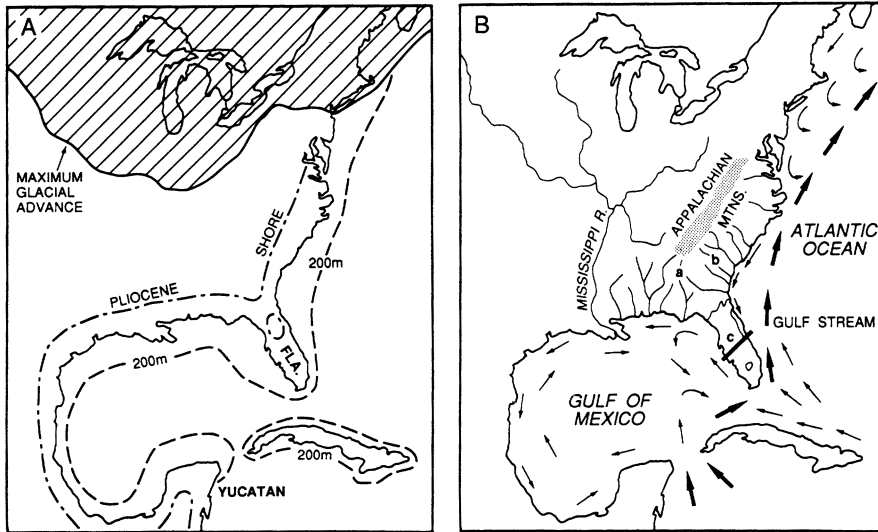 A
MAXIMUM
GLACIAL
ADVANCE
SHORE
200m
PLIOCENE
200m
FLA.
200m
YUCATAN
B
APPALACHIAN
MTNS.
MISSISSIPPI R.
ATLANTIC
OCEAN
a
b
GULF STREAM
c
GULF OF
MEXICO